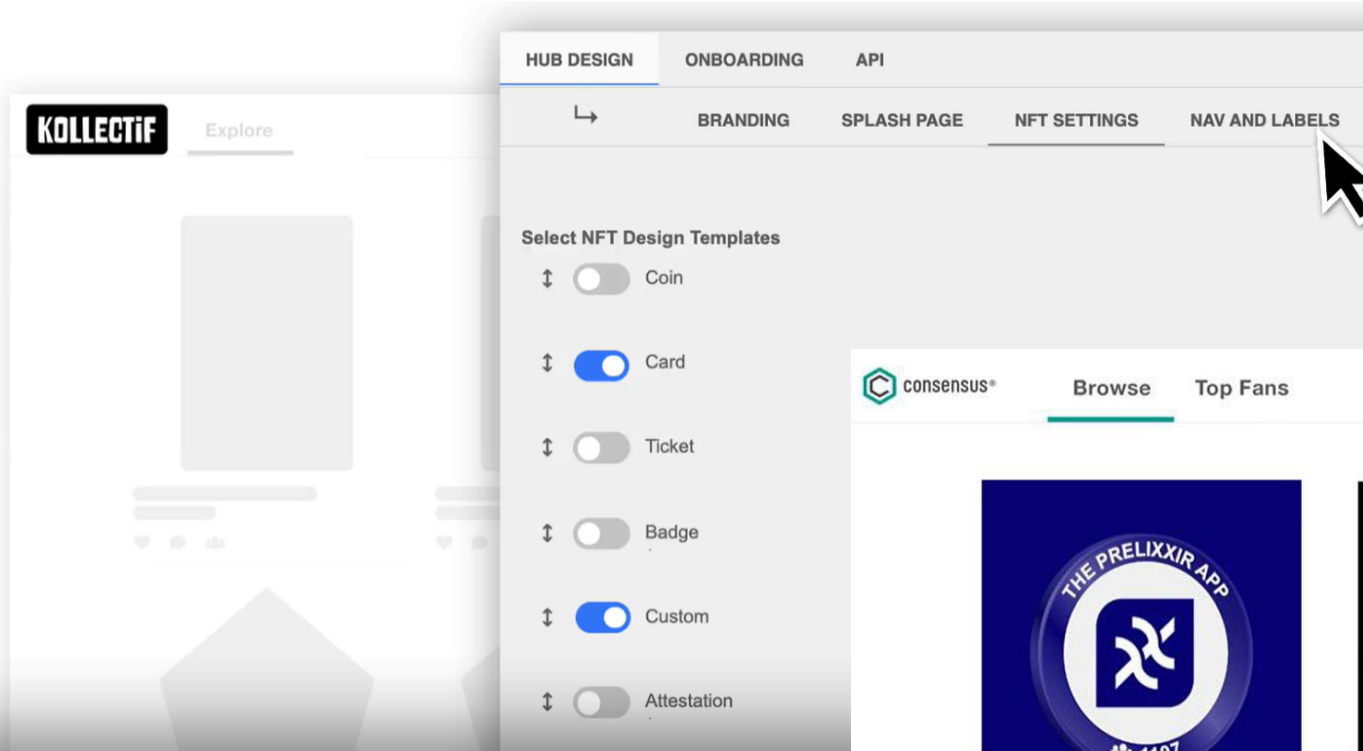 HUB DESIGN ONBOARDING API
KOLLECTiF Explore
BRANDING SPLASH PAGE NFT SETTINGS NAV AND LABELS
Select NFT Design Templates
Coin
Card
consensus® Browse Top Fans
Ticket
Badge
Custom
Attestation
THE PRELIXXIR APP